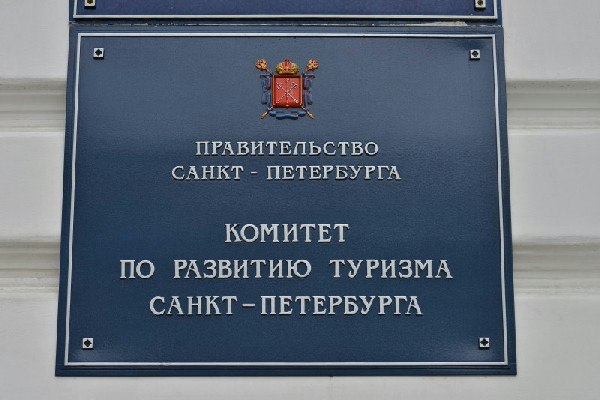 ПРАВИТЕЛЬСТВО
САНКТ - ПЕТЕРБУРГА
КОМИТЕТ
ПО РАЗВИТИЮ ТУРИЗМА
САНКТ-ПЕТЕРБУРГА